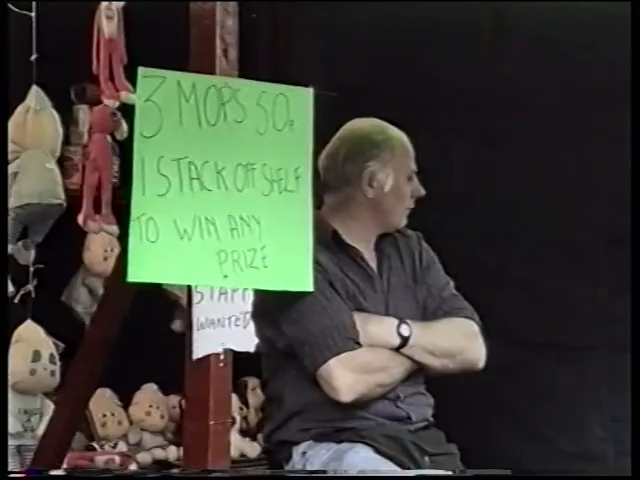 3 MOPS 50P
1 STACK OFF SHELF
TO WIN ANY
PRIZE
STAFF
WANTED